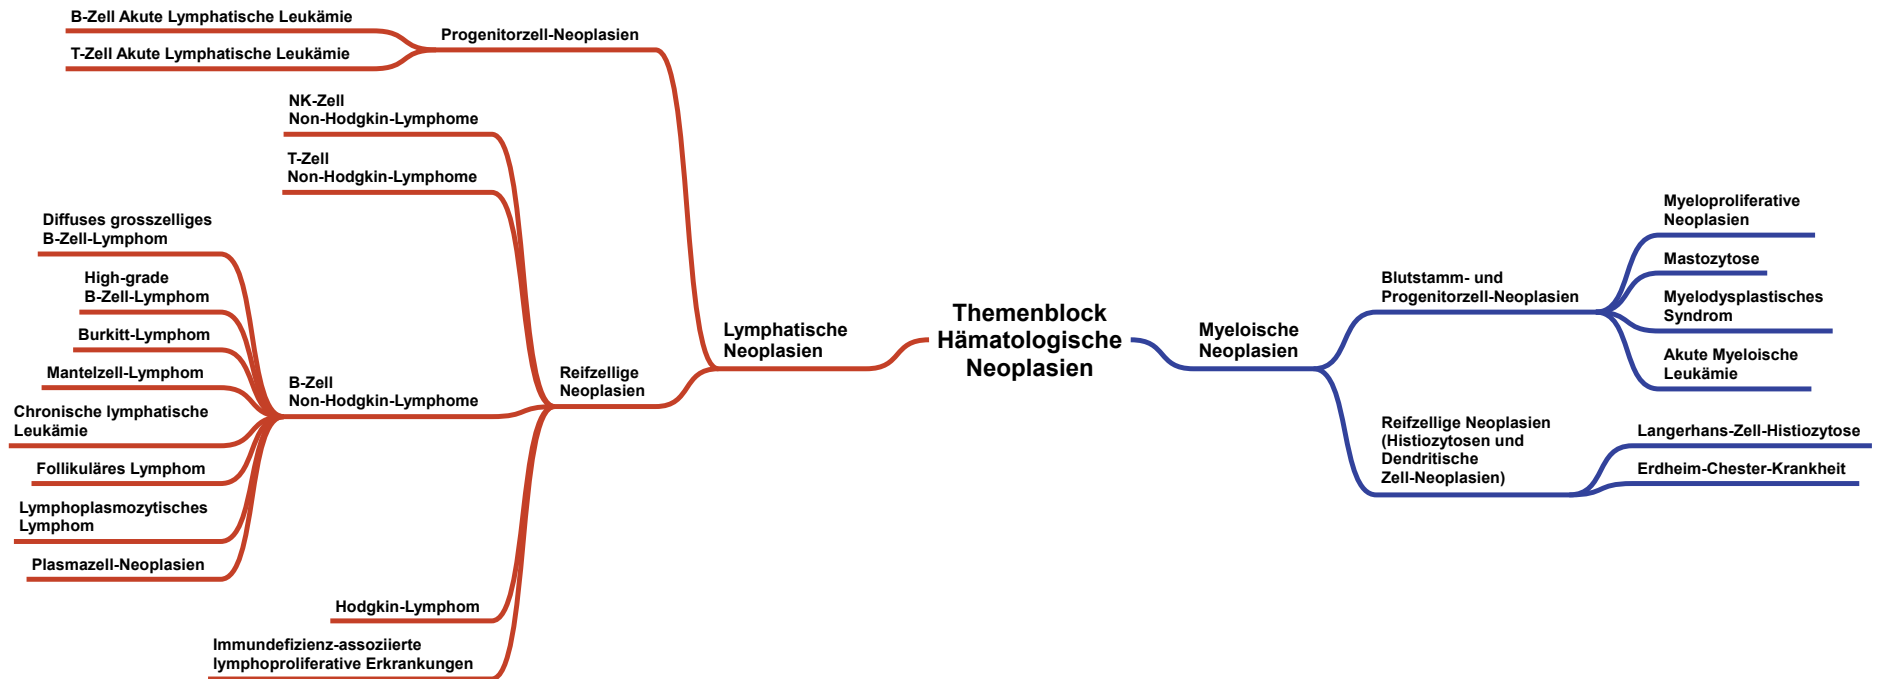 B-Zell Akute Lymphatische Leukämie
T-Zell Akute Lymphatische Leukämie
Progenitorzell-Neoplasien
NK-Zell
Non-Hodgkin-Lymphome
T-Zell
Non-Hodgkin-Lymphome
Diffuses grosszelliges
B-Zell-Lymphom
High-grade
B-Zell-Lymphom
Burkitt-Lymphom
Mantelzell-Lymphom
Chronische lymphatische
Leukämie
Follikuläres Lymphom
Lymphoplasmozytisches
Lymphom
Plasmazell-Neoplasien
B-Zell
Non-Hodgkin-Lymphome
Hodgkin-Lymphom
Immundefizienz-assoziierte
lymphoproliferative Erkrankungen
Reifzellige
Neoplasien
Lymphatische
Neoplasien
Themenblock
Hämatologische
Neoplasien
Myeloische
Neoplasien
Blutstamm- und
Progenitorzell-Neoplasien
Myeloproliferative
Neoplasien
Mastozytose
Myelodysplastisches
Syndrom
Akute Myeloische
Leukämie
Reifzellige Neoplasien
(Histiozytosen und
Dendritische
Zell-Neoplasien)
Langerhans-Zell-Histiozytose
Erdheim-Chester-Krankheit